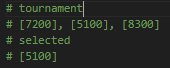 # tournament
# [7200], [5100], [8300]
# selected
# [5100]